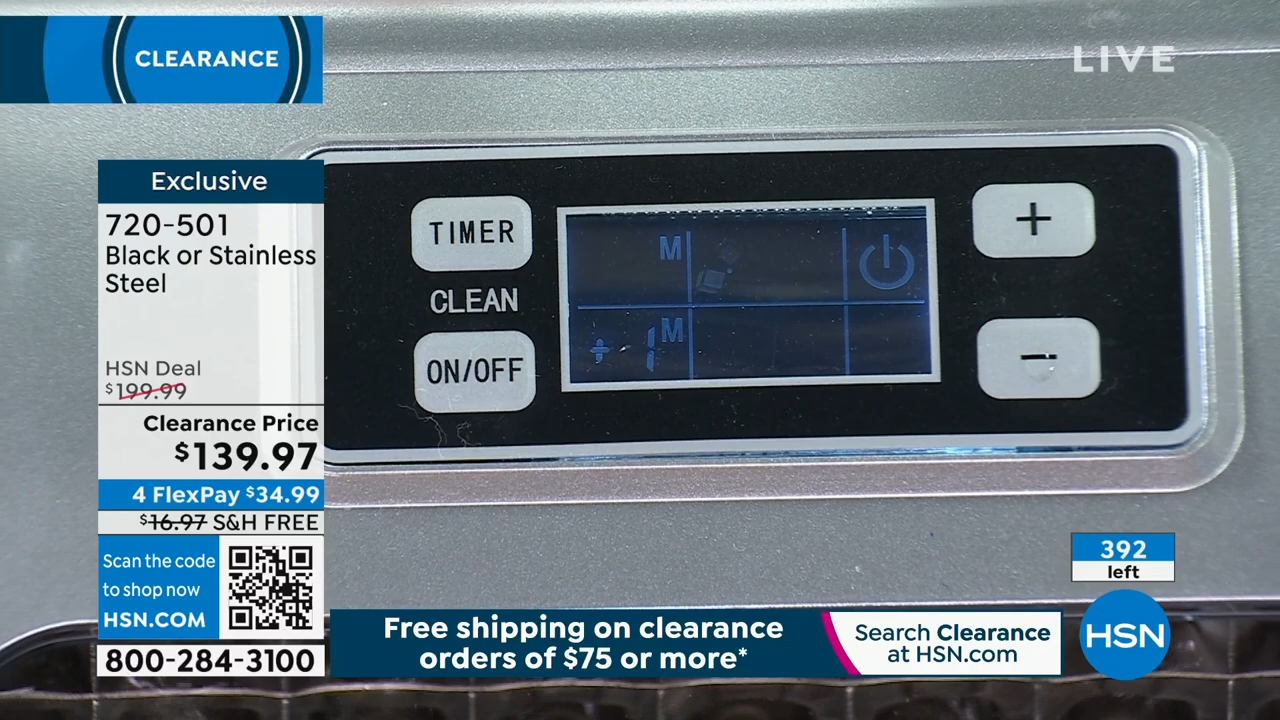 CLEARANCE
LIVE
Exclusive
720-501
Black or Stainless
Steel
HSN Deal
$199.99
Clearance Price
$139.97
4 FlexPay $34.99
$16.97 S&H FREE
Scan the code
to shop now
HSN.COM
800-284-3100
TIMER
CLEAN
ON/OFF
M
+ 1 M
+
-
392
left
Free shipping on clearance
orders of $75 or more*
Search Clearance
at HSN.com
HSN